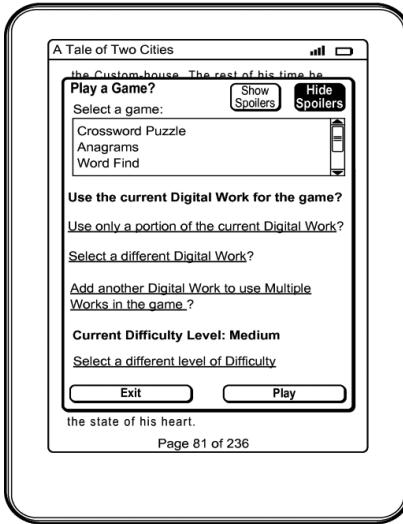 A Tale of Two Cities
the Custom-house. The rest of his time he
Play a Game?
Show Spoilers
Hide Spoilers
Select a game:
Crossword Puzzle
Anagrams
Word Find
Use the current Digital Work for the game?
Use only a portion of the current Digital Work?
Select a different Digital Work?
Add another Digital Work to use Multiple
Works in the game ?
Current Difficulty Level: Medium
Select a different level of Difficulty
Exit
Play
the state of his heart.
Page 81 of 236